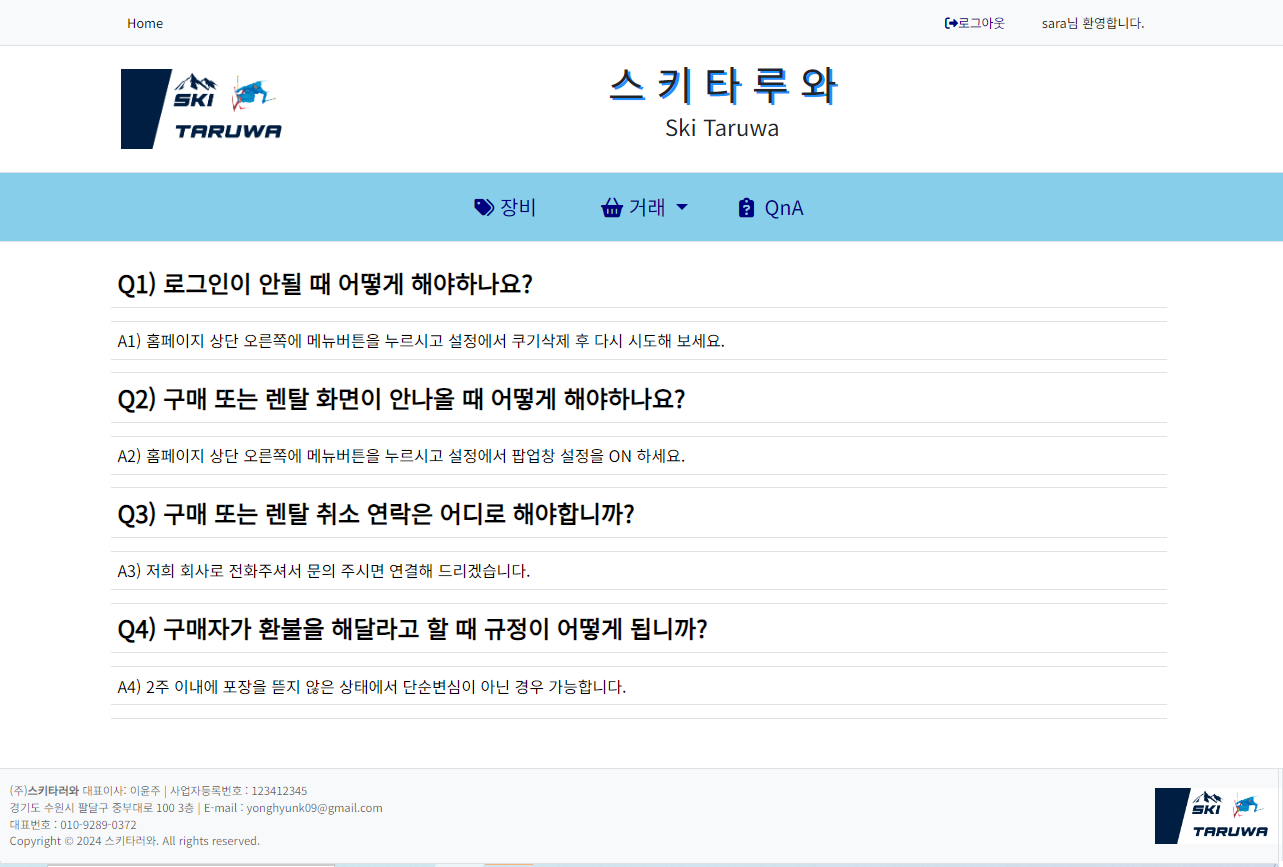 Home
로그아웃 sara님 환영합니다.
SKI
TARUWA
스 키 타 루 와
Ski Taruwa
장비 거래 QnA
Q1) 로그인이 안될 때 어떻게 해야하나요?
A1) 홈페이지 상단 오른쪽에 메뉴버튼을 누르시고 설정에서 쿠기삭제 후 다시 시도해 보세요.
Q2) 구매 또는 렌탈 화면이 안나올 때 어떻게 해야하나요?
A2) 홈페이지 상단 오른쪽에 메뉴버튼을 누르시고 설정에서 팝업창 설정을 ON 하세요.
Q3) 구매 또는 렌탈 취소 연락은 어디로 해야합니까?
A3) 저희 회사로 전화주셔서 문의 주시면 연결해 드리겠습니다.
Q4) 구매자가 환불을 해달라고 할 때 규정이 어떻게 됩니까?
A4) 2주 이내에 포장을 뜯지 않은 상태에서 단순변심이 아닌 경우 가능합니다.
(주)스키타러와 대표이사: 이윤주 | 사업자등록번호 : 123412345
경기도 수원시 팔달구 중부대로 100 3층 | E-mail : yonghyunk09@gmail.com
대표번호 : 010-9289-0372
Copyright © 2024 스키타러와. All rights reserved.
SKI
TARUWA